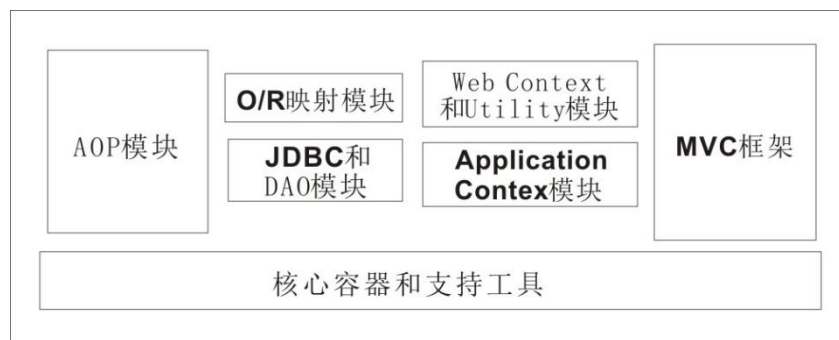 AOP模块
O/R映射模块
JDBC和
DAO模块
Web Context
和Utility模块
Application
Contex模块
MVC框架
核心容器和支持工具